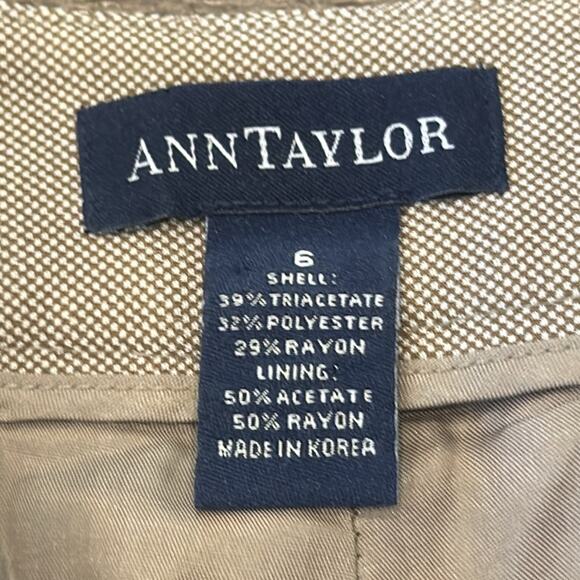 ANNTAYLOR
6
SHELL:
39% TRIACETATE
32% POLYESTER
29% RAYON
LINING:
50% ACETATE
50% RAYON
MADE IN KOREA